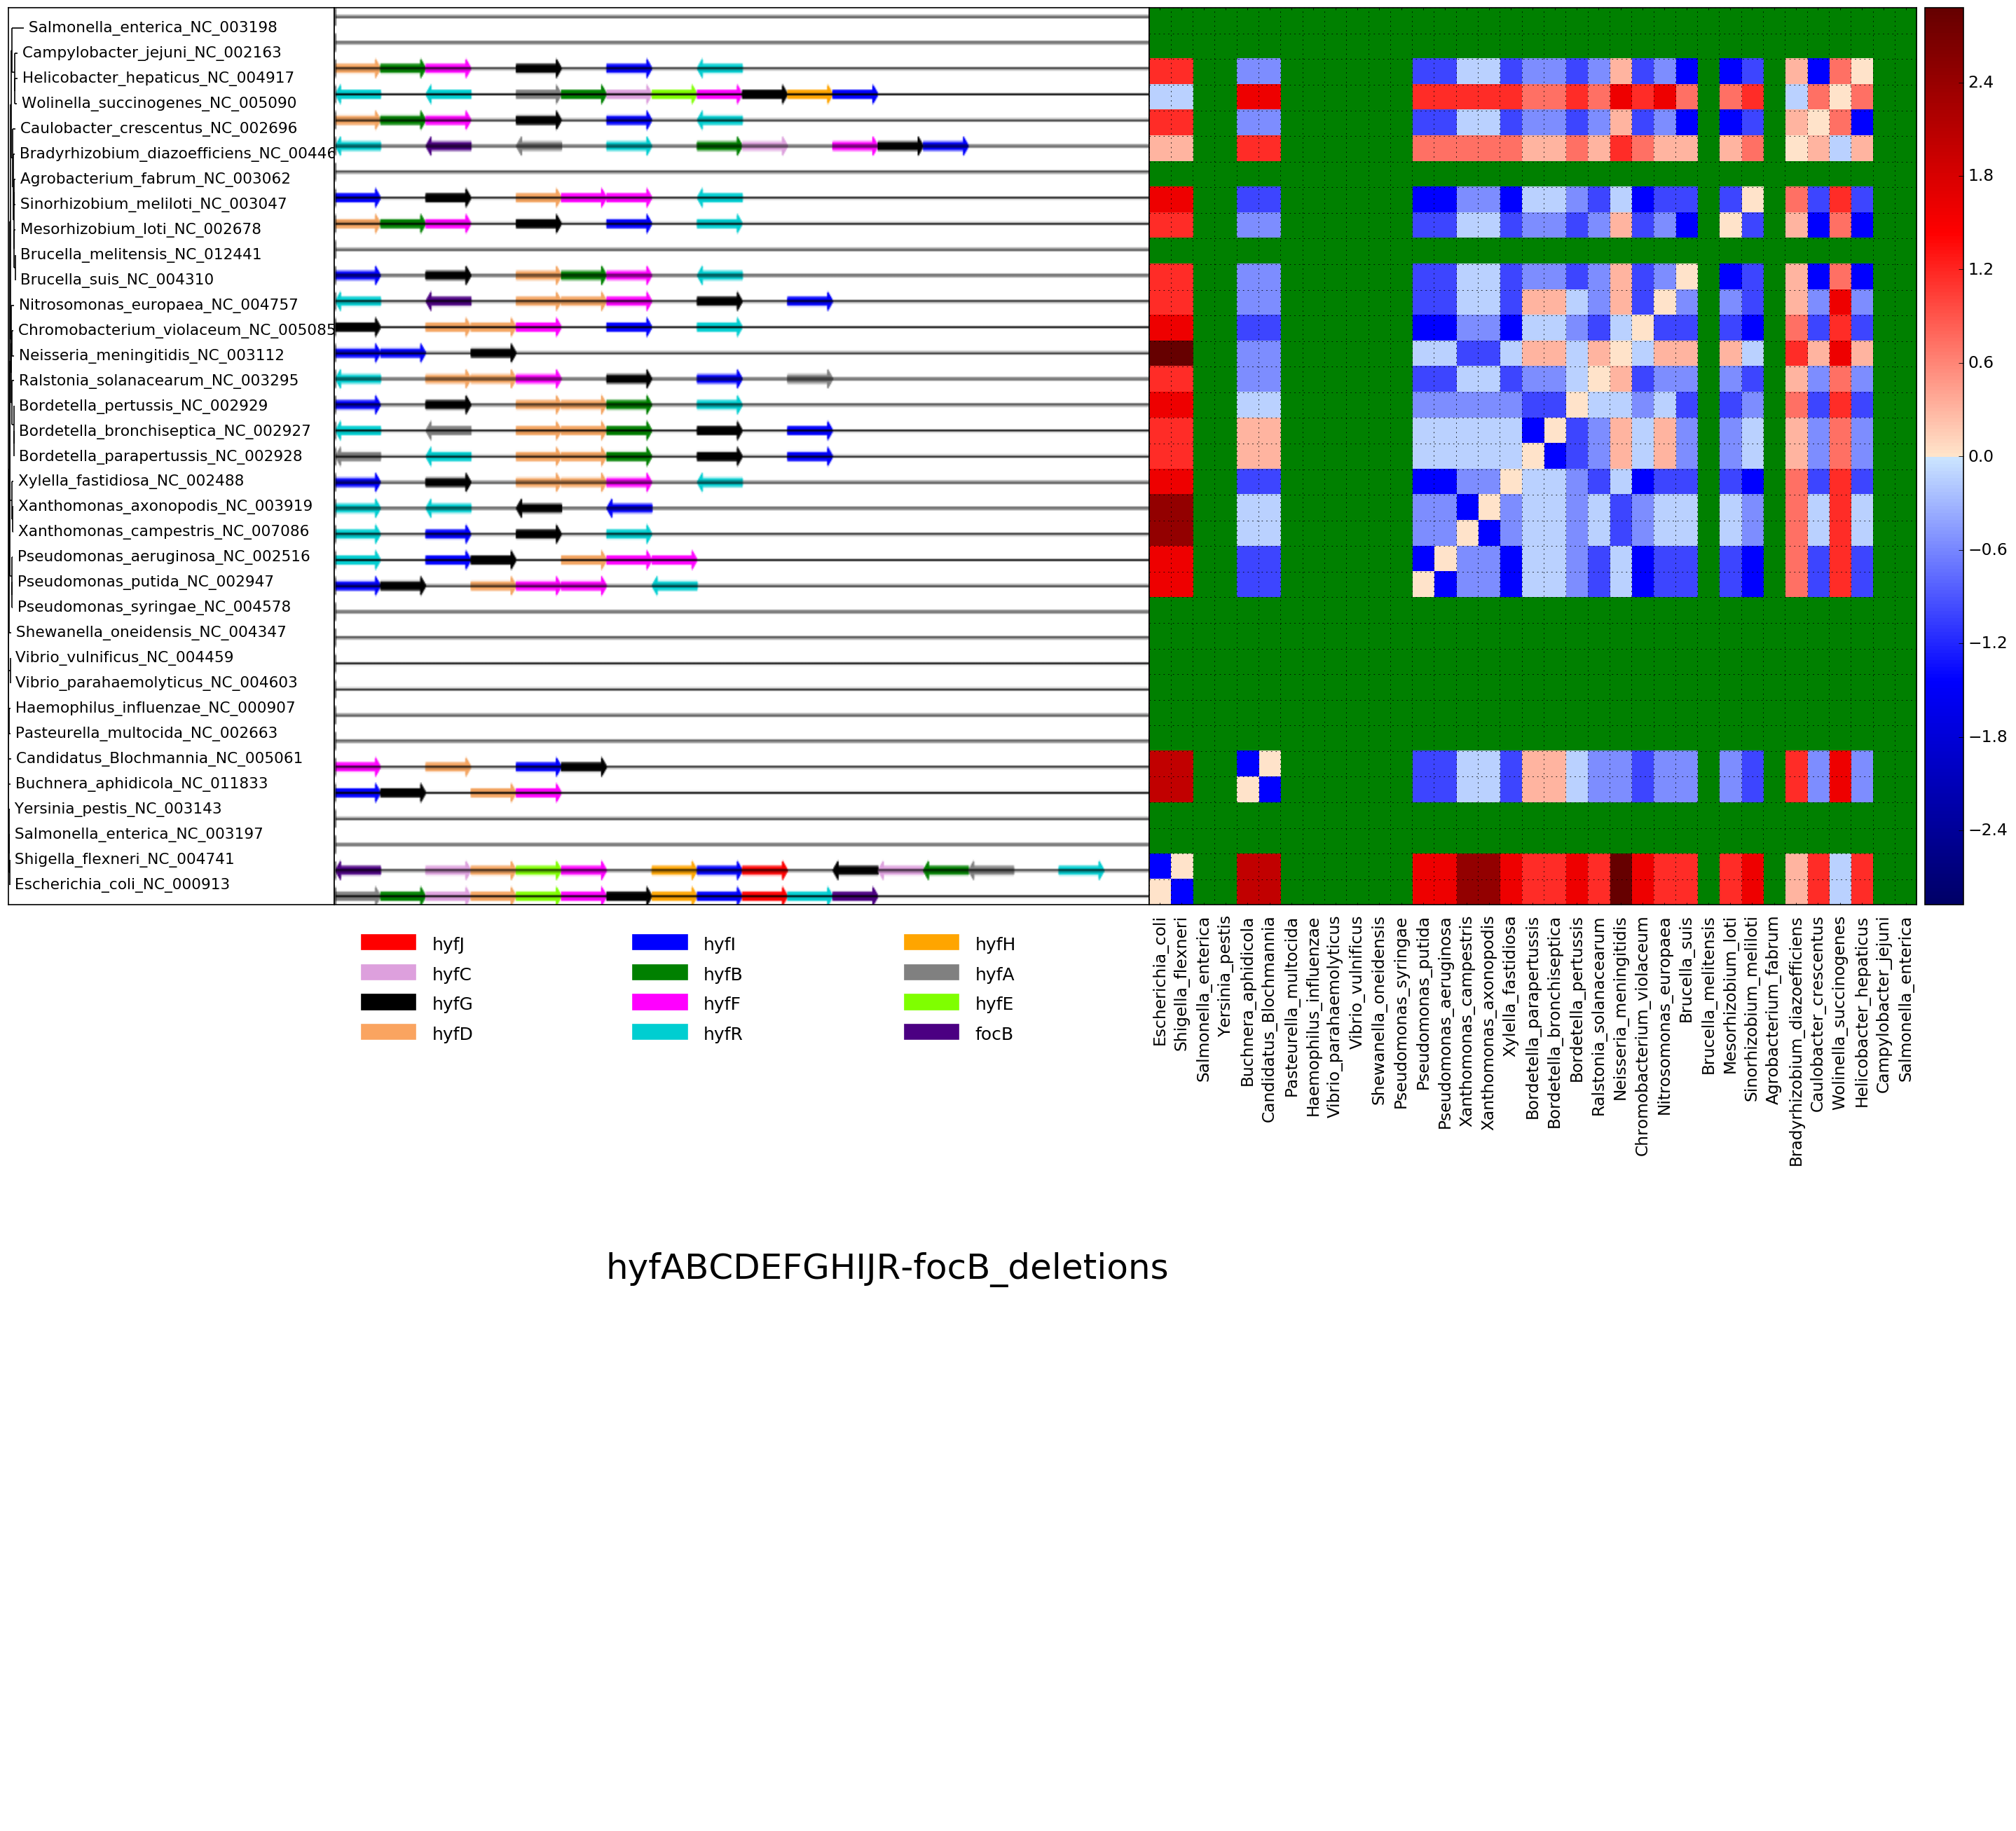 Salmonella_enterica_NC_003198
Campylobacter_jejuni_NC_002163
Helicobacter_hepaticus_NC_004917
Wolinella_succinogenes_NC_005090
Caulobacter_crescentus_NC_002696
Bradyrhizobium_diazoefficiens_NC_00446
Agrobacterium_fabrum_NC_003062
Sinorhizobium_meliloti_NC_003047
Mesorhizobium_loti_NC_002678
Brucella_melitensis_NC_012441
Brucella_suis_NC_004310
Nitrosomonas_europaea_NC_004757
Chromobacterium_violaceum_NC_005085
Neisseria_meningitidis_NC_003112
Ralstonia_solanacearum_NC_003295
Bordetella_pertussis_NC_002929
Bordetella_bronchiseptica_NC_002927
Bordetella_parapertussis_NC_002928
Xylella_fastidiosa_NC_002488
Xanthomonas_axonopodis_NC_003919
Xanthomonas_campestris_NC_007086
Pseudomonas_aeruginosa_NC_002516
Pseudomonas_putida_NC_002947
Pseudomonas_syringae_NC_004578
Shewanella_oneidensis_NC_004347
Vibrio_vulnificus_NC_004459
Vibrio_parahaemolyticus_NC_004603
Haemophilus_influenzae_NC_000907
Pasteurella_multocida_NC_002663
Candidatus_Blochmannia_NC_005061
Buchnera_aphidicola_NC_011833
Yersinia_pestis_NC_003143
Salmonella_enterica_NC_003197
Shigella_flexneri_NC_004741
Escherichia_coli_NC_000913
2.4
1.8
1.2
0.6
0.0
−0.6
−1.2
−1.8
−2.4
Escherichia_coli
Shigella_flexneri
Salmonella_enterica
Yersinia_pestis
Buchnera_aphidicola
Candidatus_Blochmannia
Pasteurella_multocida
Haemophilus_influenzae
Vibrio_parahaemolyticus
Vibrio_vulnificus
Shewanella_oneidensis
Pseudomonas_syringae
Pseudomonas_putida
Pseudomonas_aeruginosa
Xanthomonas_campestris
Xanthomonas_axonopodis
Xylella_fastidiosa
Bordetella_parapertussis
Bordetella_bronchiseptica
Bordetella_pertussis
Ralstonia_solanacearum
Neisseria_meningitidis
Chromobacterium_violaceum
Nitrosomonas_europaea
Brucella_suis
Brucella_melitensis
Mesorhizobium_loti
Sinorhizobium_meliloti
Agrobacterium_fabrum
Bradyrhizobium_diazoefficiens
Caulobacter_crescentus
Wolinella_succinogenes
Helicobacter_hepaticus
Campylobacter_jejuni
Salmonella_enterica
hyfJ hyfI hyfH
hyfC hyfB hyfA
hyfG hyfF hyfE
hyfD hyfR focB
hyfABCDEFGHIJR-focB_deletions